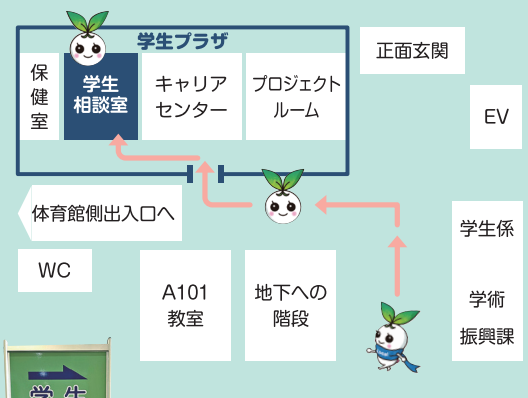 学生プラザ
正面玄関
保
健
室
学生
相談室
キャリア
センター
プロジェクト
ルーム
EV
体育館側出入口へ
学生係
WC
A101
教室
地下への
階段
学術
振興課
学生